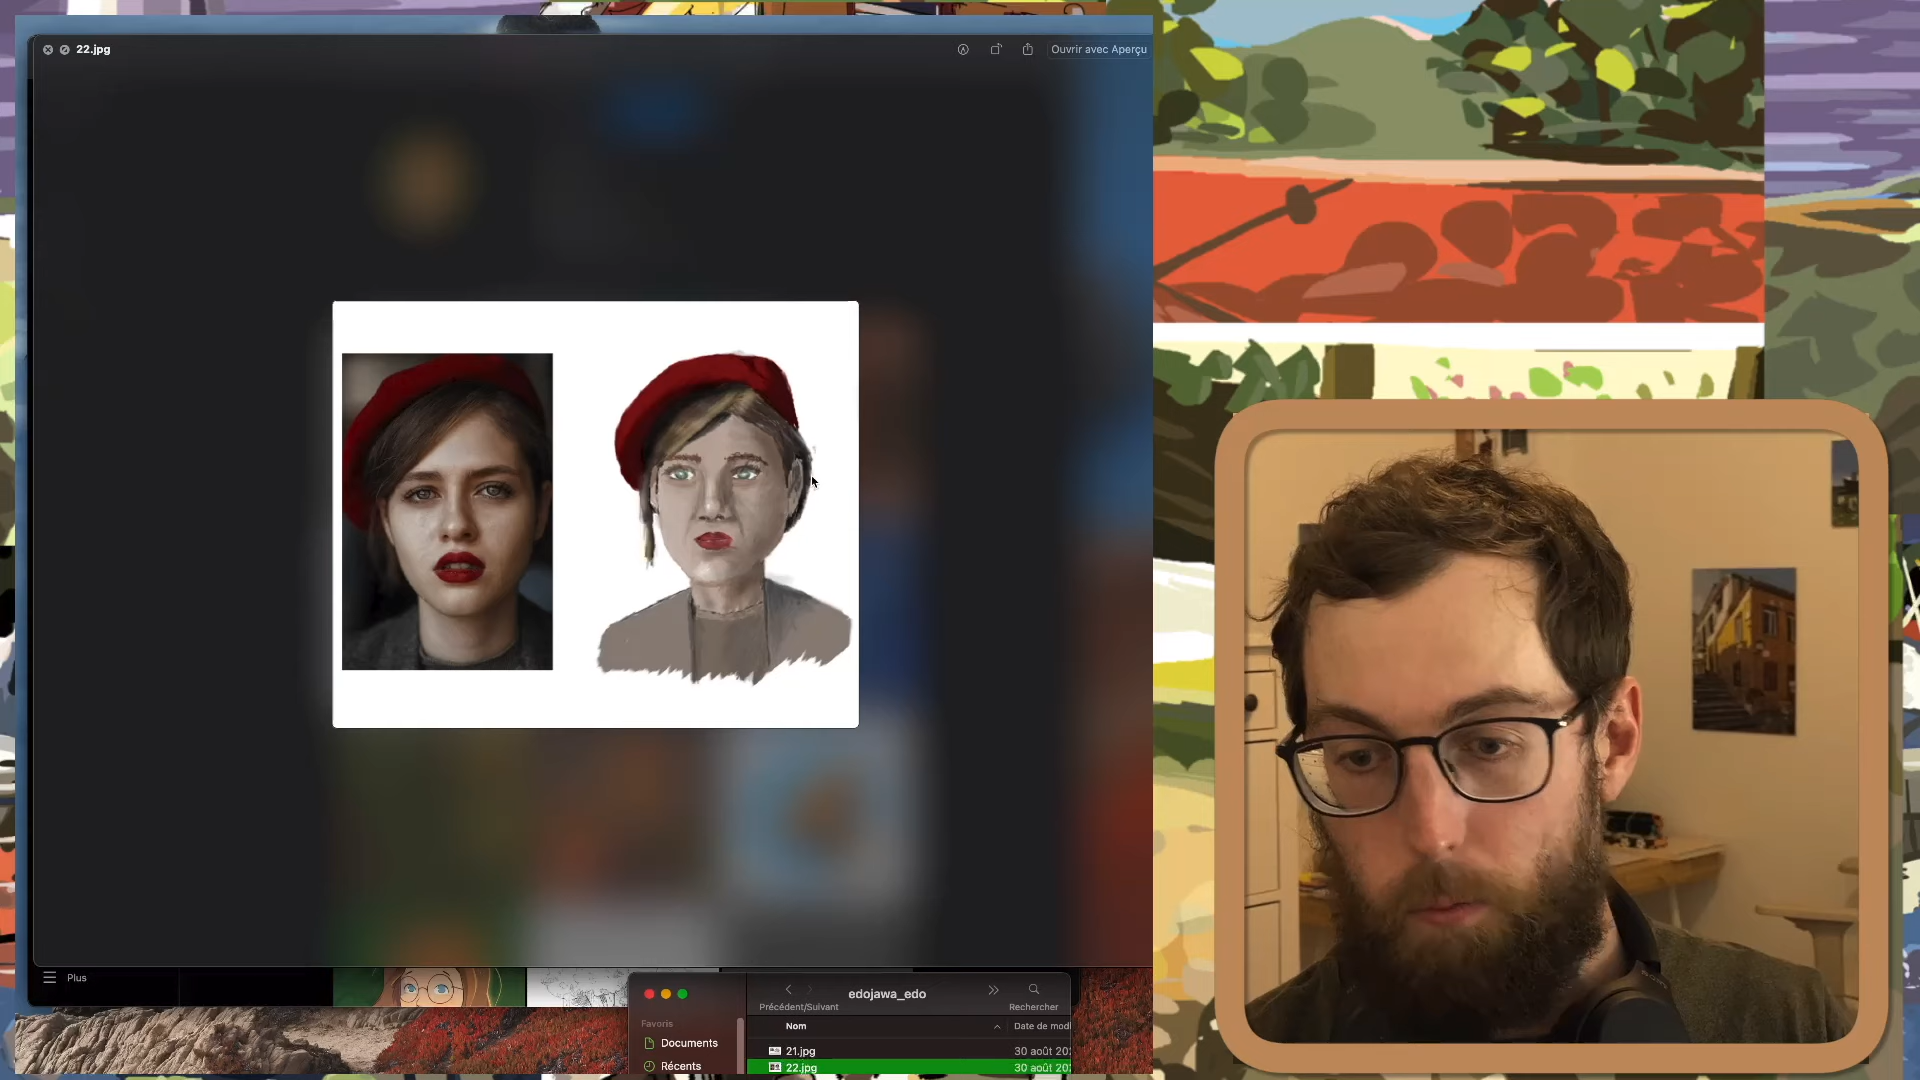 22.jpg
Ouvrir avec Aperçu
Plus
edojawa_edo
Précédent/Suivant
Rechercher
Favoris
Nom
Date de modi
Documents
21.jpg
30 août 20
Récents
22.jpg
30 août 20